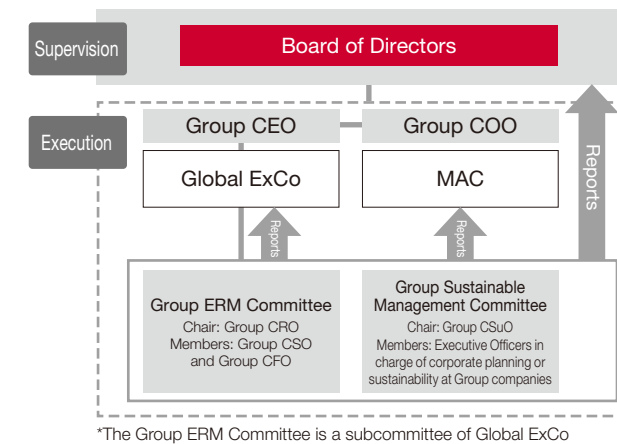 Supervision
Board of Directors
Execution
Group CEO
Group COO
Global ExCo
MAC
Reports
Reports
Reports
Group ERM Committee
Chair: Group CRO
Members: Group CSO
and Group CFO
Group Sustainable
Management Committee
Chair: Group CSuO
Members: Executive Officers in
charge of corporate planning or
sustainability at Group companies
*The Group ERM Committee is a subcommittee of Global ExCo